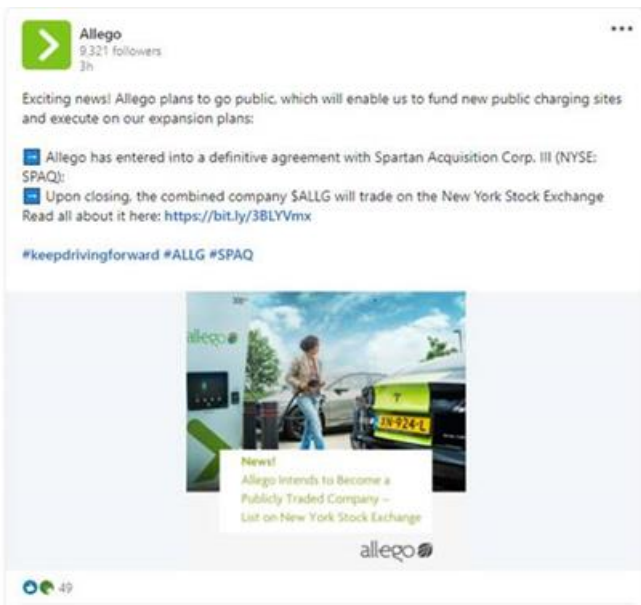 Allego
9,321 followers
3h
Exciting news! Allego plans to go public, which will enable us to fund new public charging sites
and execute on our expansion plans:
➡ Allego has entered into a definitive agreement with Spartan Acquisition Corp. III (NYSE:
SPAQ):
➡ Upon closing, the combined company $ALLG will trade on the New York Stock Exchange
Read all about it here: https://bit.ly/3BLYVmx
#keepdrivingforward #ALLG #SPAQ
allego
XN-924-L
News!
Allego Intends to Become a
Publicly Traded Company –
List on New York Stock Exchange
allego
49